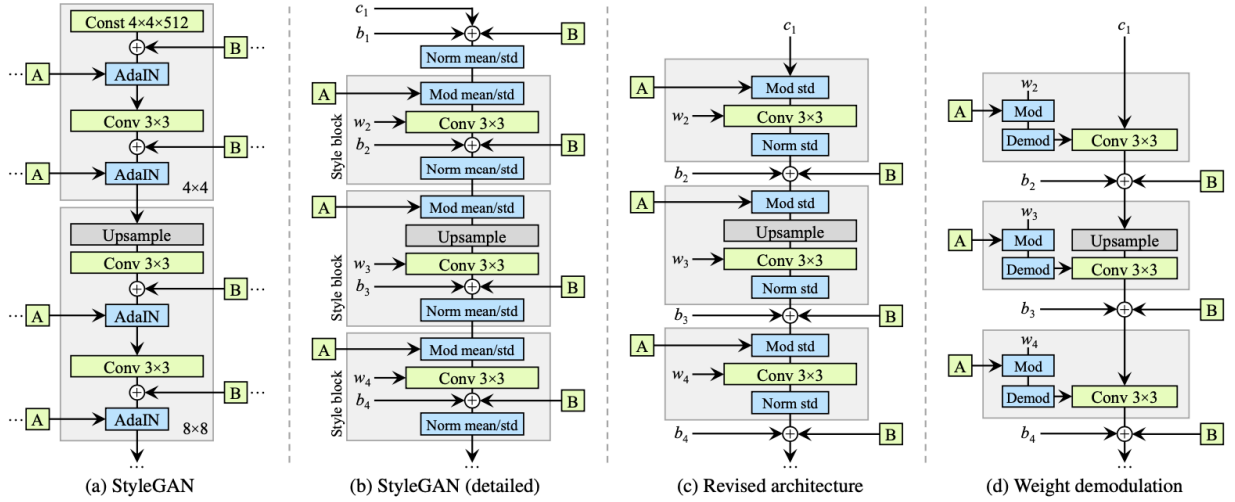 Const 4×4×512
B ...
... A
AdaIN
Conv 3×3
B ...
... A
AdaIN
4×4
Upsample
Conv 3×3
B ...
... A
AdaIN
Conv 3×3
B ...
... A
AdaIN
8×8
...
(a) StyleGAN
c1
b1
B
Norm mean/std
Style block
A
Mod mean/std
w2
Conv 3×3
b2
B
Norm mean/std
Style block
A
Mod mean/std
Upsample
w3
Conv 3×3
b3
B
Norm mean/std
Style block
A
Mod mean/std
w4
Conv 3×3
b4
B
Norm mean/std
...
(b) StyleGAN (detailed)
c1
A
Mod std
w2
Conv 3×3
Norm std
b2
B
A
Mod std
Upsample
w3
Conv 3×3
Norm std
b3
B
A
Mod std
w4
Conv 3×3
Norm std
b4
B
...
(c) Revised architecture
c1
w2
A
Mod
Demod
Conv 3×3
b2
B
w3
A
Mod
Upsample
Demod
Conv 3×3
b3
B
w4
A
Mod
Demod
Conv 3×3
b4
B
...
(d) Weight demodulation